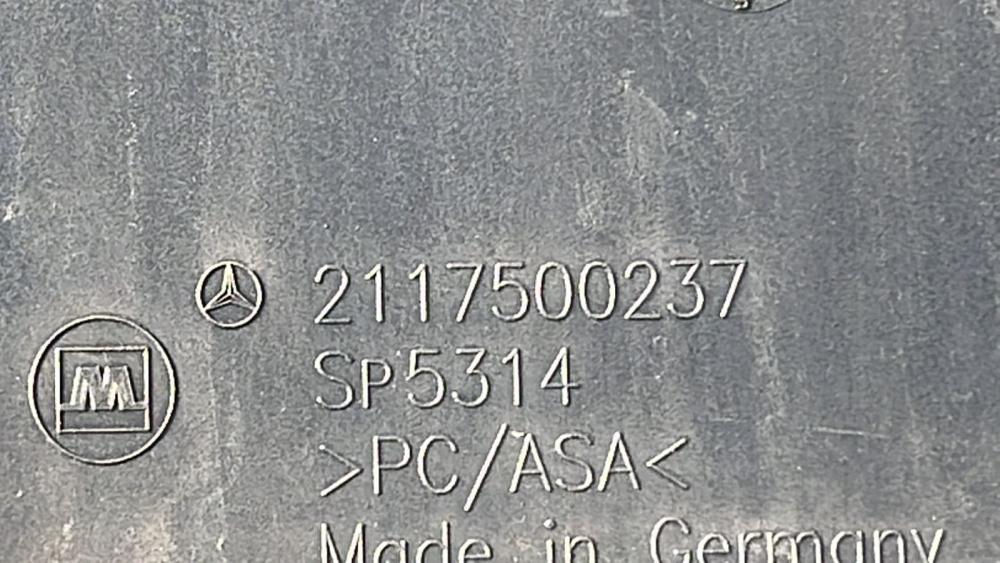 2117500237
SP5314
>PC/ASA<
Made in Germany